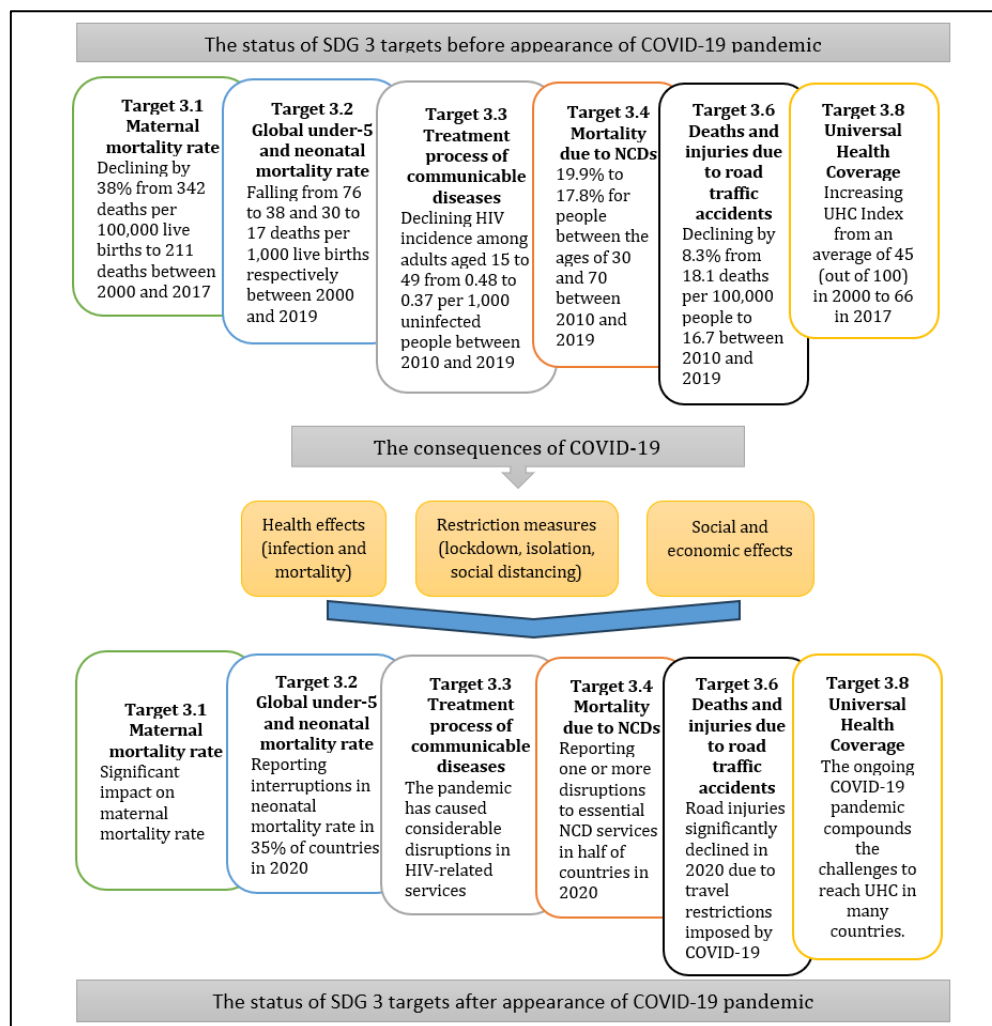 The status of SDG 3 targets before appearance of COVID-19 pandemic
Target 3.1
Maternal
mortality rate
Declining by
38% from 342
deaths per
100,000 live
births to 211
deaths between
2000 and 2017
Target 3.2
Global under-5
and neonatal
mortality rate
Falling from 76
to 38 and 30 to
17 deaths per
1,000 live births
respectively
between 2000
and 2019
Target 3.3
Treatment
process of
communicable
diseases
Declining HIV
incidence among
adults aged 15 to
49 from 0.48 to
0.37 per 1,000
uninfected
people between
2010 and 2019
Target 3.4
Mortality
due to NCDs
19.9% to
17.8% for
people
between the
ages of 30
and 70
between
2010 and
2019
Target 3.6
Deaths and
injuries due
to road
traffic
accidents
Declining by
8.3% from
18.1 deaths
per 100,000
people to
16.7 between
2010 and
2019
Target 3.8
Universal
Health
Coverage
Increasing
UHC Index
from an
average of 45
(out of 100)
in 2000 to 66
in 2017
The consequences of COVID-19
Health effects
(infection and
mortality)
Restriction measures
(lockdown, isolation,
social distancing)
Social and
economic effects
Target 3.1
Maternal
mortality rate
Significant
impact on
maternal
mortality rate
Target 3.2
Global under-5
and neonatal
mortality rate
Reporting
interruptions in
neonatal
mortality rate in
35% of countries
in 2020
Target 3.3
Treatment
process of
communicable
diseases
The pandemic
has caused
considerable
disruptions in
HIV-related
services
Target 3.4
Mortality
due to NCDs
Reporting
one or more
disruptions
to essential
NCD services
in half of
countries in
2020
Target 3.6
Deaths and
injuries due
to road
traffic
accidents
Road injuries
significantly
declined in
2020 due to
travel
restrictions
imposed by
COVID-19
Target 3.8
Universal
Health
Coverage
The ongoing
COVID-19
pandemic
compounds
the
challenges to
reach UHC in
many
countries.
The status of SDG 3 targets after appearance of COVID-19 pandemic